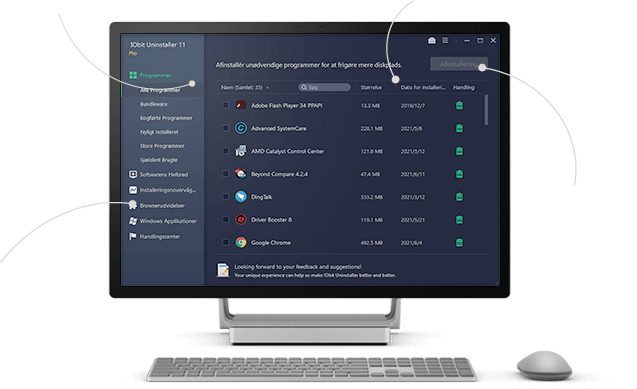 IObit Uninstaller 11
Pro
Afinstallér unødvendige programmer for at frigøre mere diskplads.
Afinstallering
Programmer
Alle Programmer
Bundleware
Bogførte Programmer
Nyligt Installeret
Store Programmer
Sjældent Brugte
Softwarens Helbred
Installeringsovervåg...
Browserudvidelser
Windows Applikationer
Handlingscenter
Navn (Samlet: 33)
Søg
Størrelse
Dato for installeri...
Handling
Adobe Flash Player 34 PPAPI 13.3 MB 2019/12/7
Advanced SystemCare 228.1 MB 2021/5/6
AMD Catalyst Control Center 121.8 MB 2021/3/12
Beyond Compare 4.2.4 47.4 MB 2021/6/11
DingTalk 533.2 MB 2021/3/12
Driver Booster 8 119.1 MB 2021/5/21
Google Chrome 492.5 MB 2021/8/4
Looking forward to your feedback and suggestions!
Your unique experience can help us make IObit Uninstaller better and better.